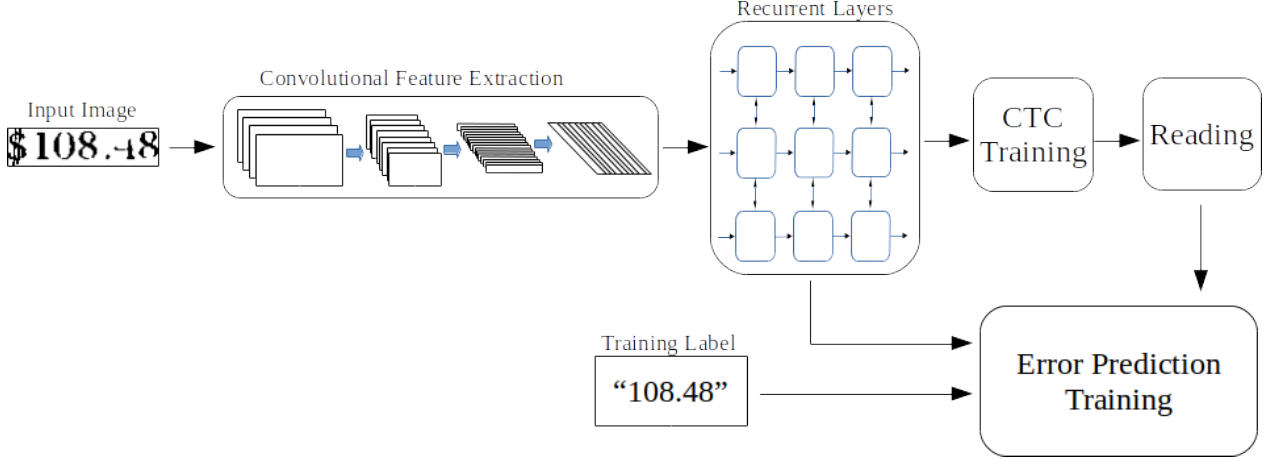 Recurrent Layers
Convolutional Feature Extraction
Input Image
$108.48
CTC
Training
Reading
Training Label
“108.48”
Error Prediction
Training